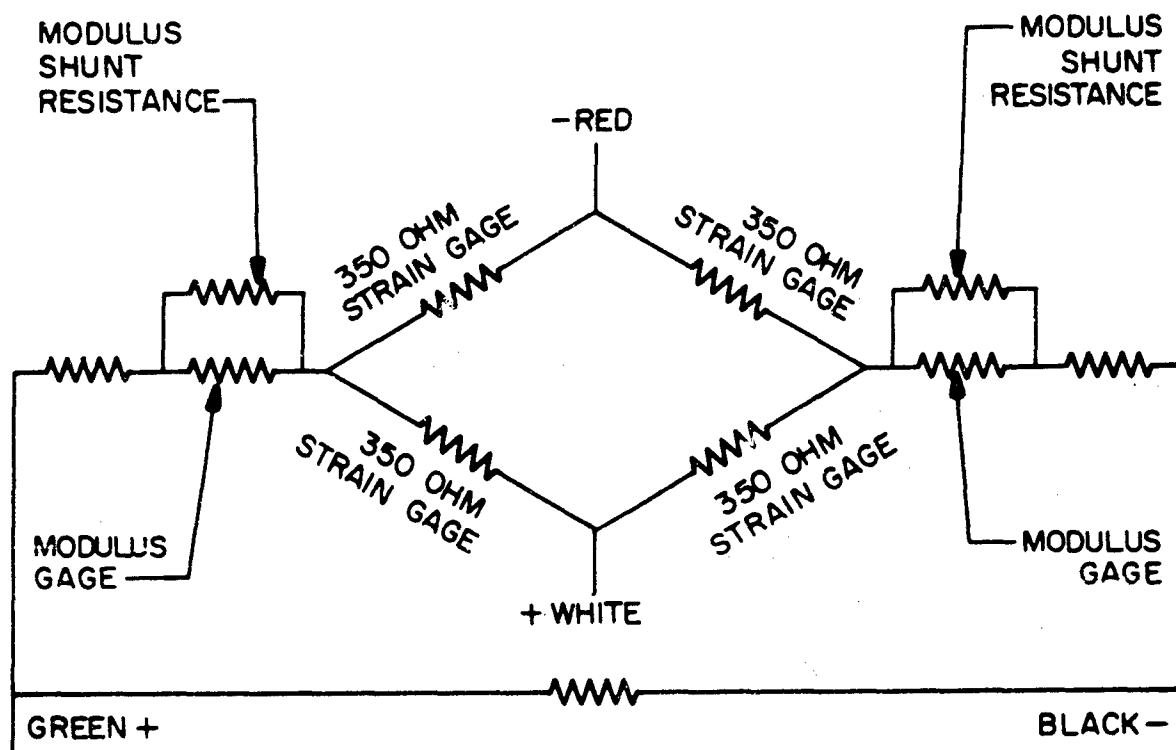 MODULUS
SHUNT
RESISTANCE
MODULUS
SHUNT
RESISTANCE
-RED
350 OHM
STRAIN GAGE
350 OHM
STRAIN GAGE
350 OHM
STRAIN GAGE
350 OHM
STRAIN GAGE
MODULUS
GAGE
MODULUS
GAGE
+ WHITE
GREEN +
BLACK -